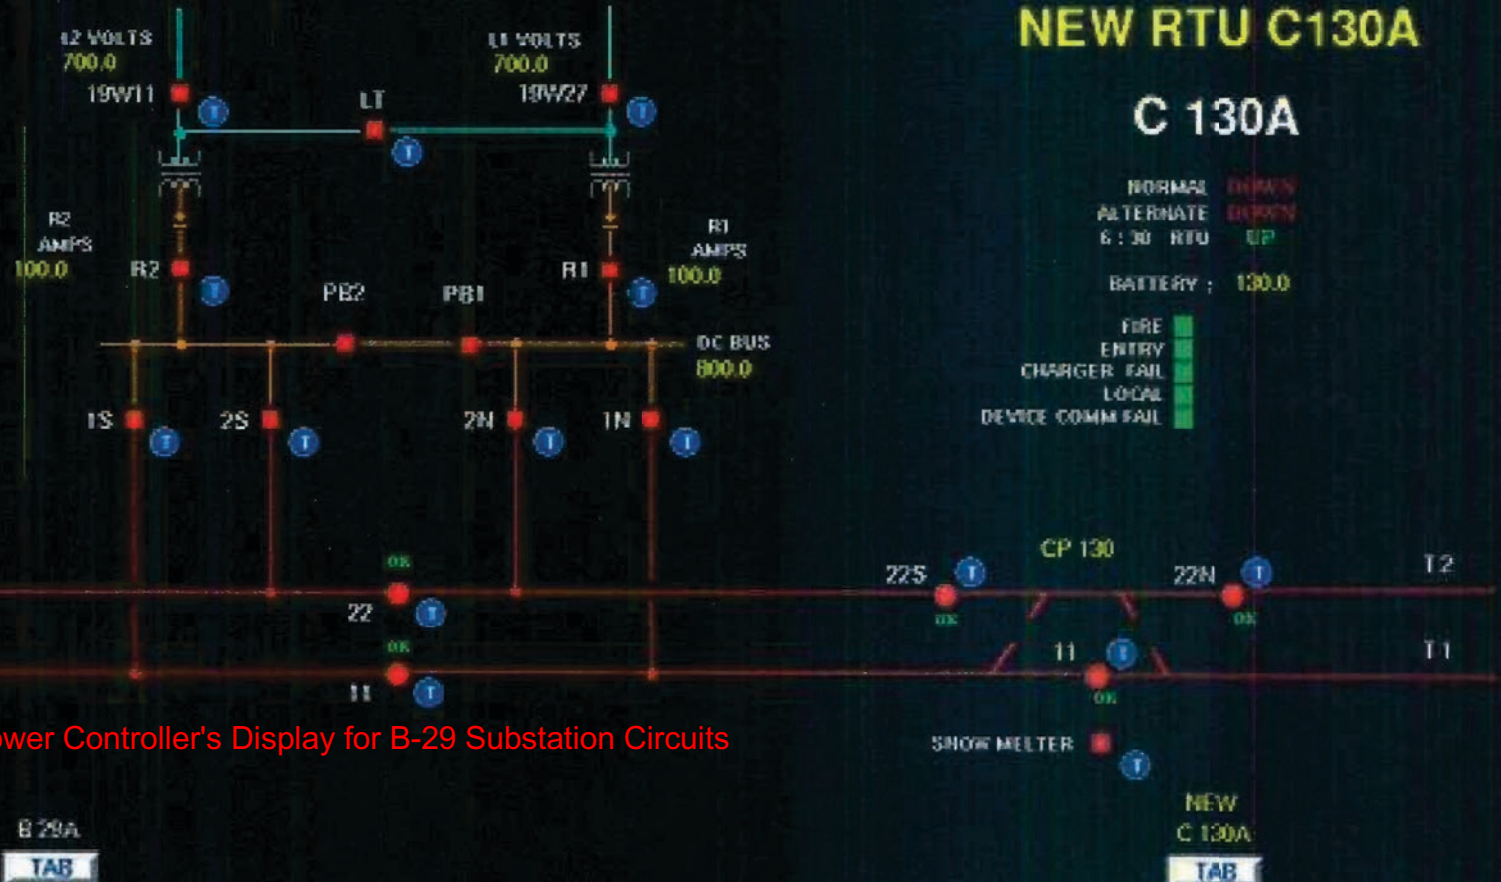 NEW RTU C130A
L2 VOLTS
700.0
L1 VOLTS
700.0
19W11
T
LT
T
19W27
T
C 130A
NORMAL DOWN
ALTERNATE DOWN
6 : 30 RTU UP
R2
AMPS
100.0
R2
T
PB2
PB1
R1
T
R1
AMPS
100.0
BATTERY : 130.0
DC BUS
800.0
FIRE
ENTRY
CHARGER FAIL
LOCAL
DEVICE COMM FAIL
1S
T
2S
T
2N
T
1N
T
OK
22
T
OK
11
T
CP 130
22S
T
OK
22N
T
OK
T2
11
T
OK
T1
ower Controller's Display for B-29 Substation Circuits
SNOW MELTER
T
B 29A
TAB
NEW
C 130A
TAB